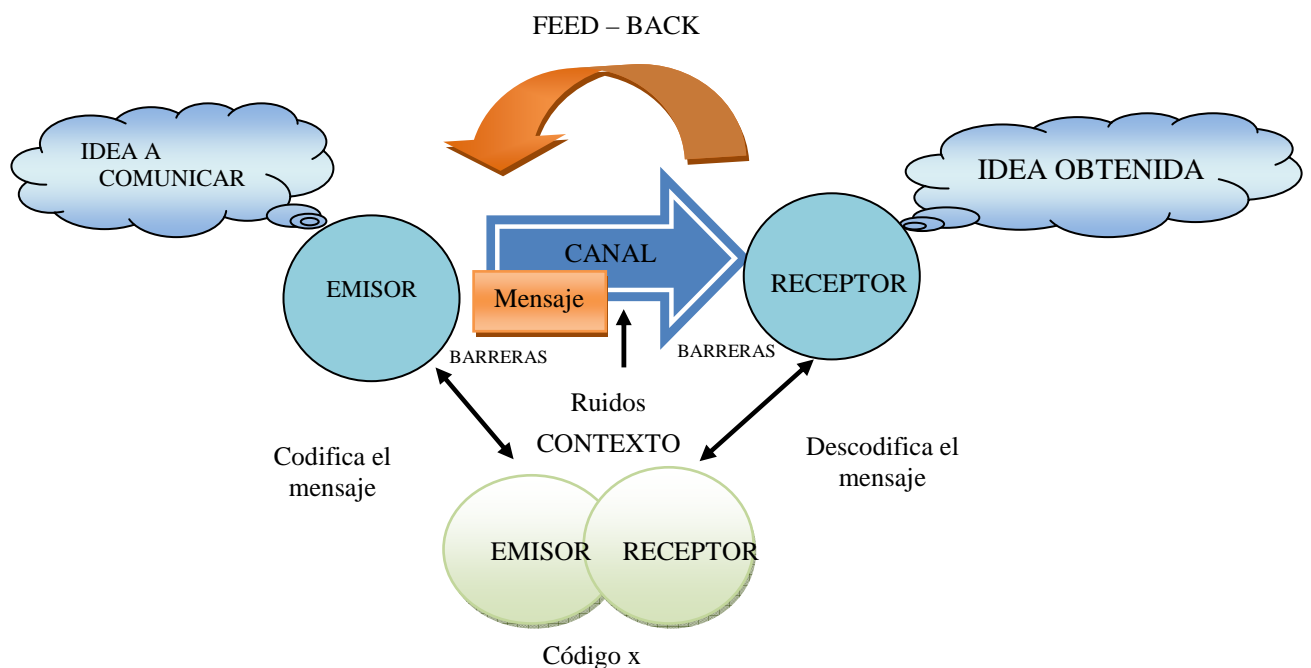 FEED – BACK
IDEA A
COMUNICAR
IDEA OBTENIDA
CANAL
EMISOR
RECEPTOR
Mensaje
BARRERAS
BARRERAS
Ruidos
CONTEXTO
Codifica el
mensaje
Descodifica el
mensaje
EMISOR
RECEPTOR
Código x